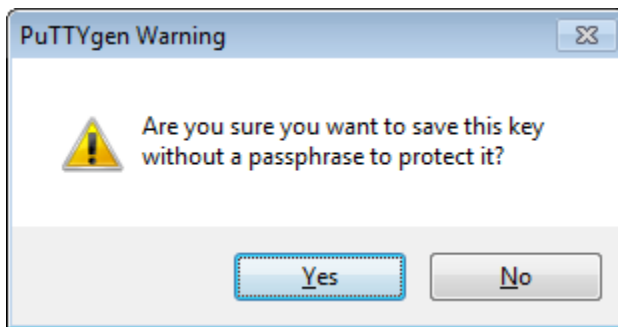 PuTTYgen Warning
Are you sure you want to save this key
without a passphrase to protect it?
Yes
No